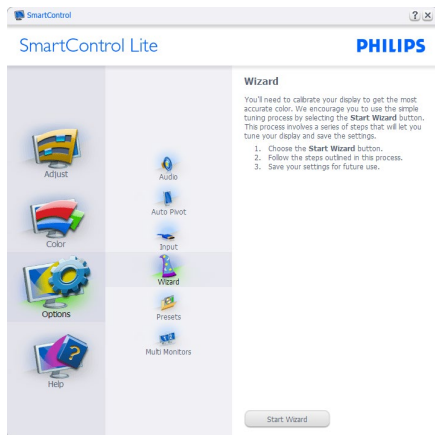 SmartControl
SmartControl Lite
PHILIPS
Adjust
Color
Options
Help
Audio
Auto Pivot
Input
Wizard
Presets
Multi Monitors
Wizard
You'll need to calibrate your display to get the most
accurate color. We encourage you to use the simple
tuning process by selecting the Start Wizard button.
This process involves a series of steps that will let you
tune your display and save the settings.
1. Choose the Start Wizard button.
2. Follow the steps outlined in this process.
3. Save your settings for future use.
Start Wizard